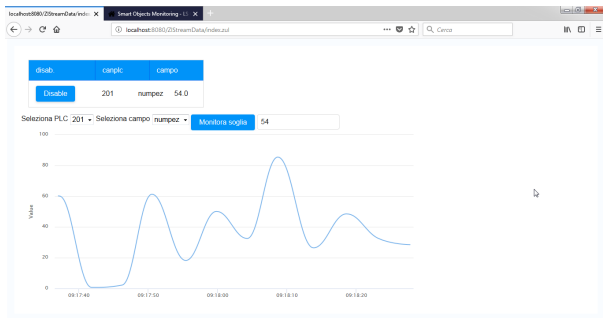 localhost:8080/ZIStreamData/index
Smart Objects Monitoring - L
localhost:8080/ZIStreamData/index.zul
Cerca
disab
canplc
campo
Disable
201
numpez
54.0
Seleziona PLC 201 Seleziona campo numpez Monitora soglia 54
100
80
60
40
20
0
Value
09:17:40
09:17:50
09:18:00
09:18:10
09:18:20